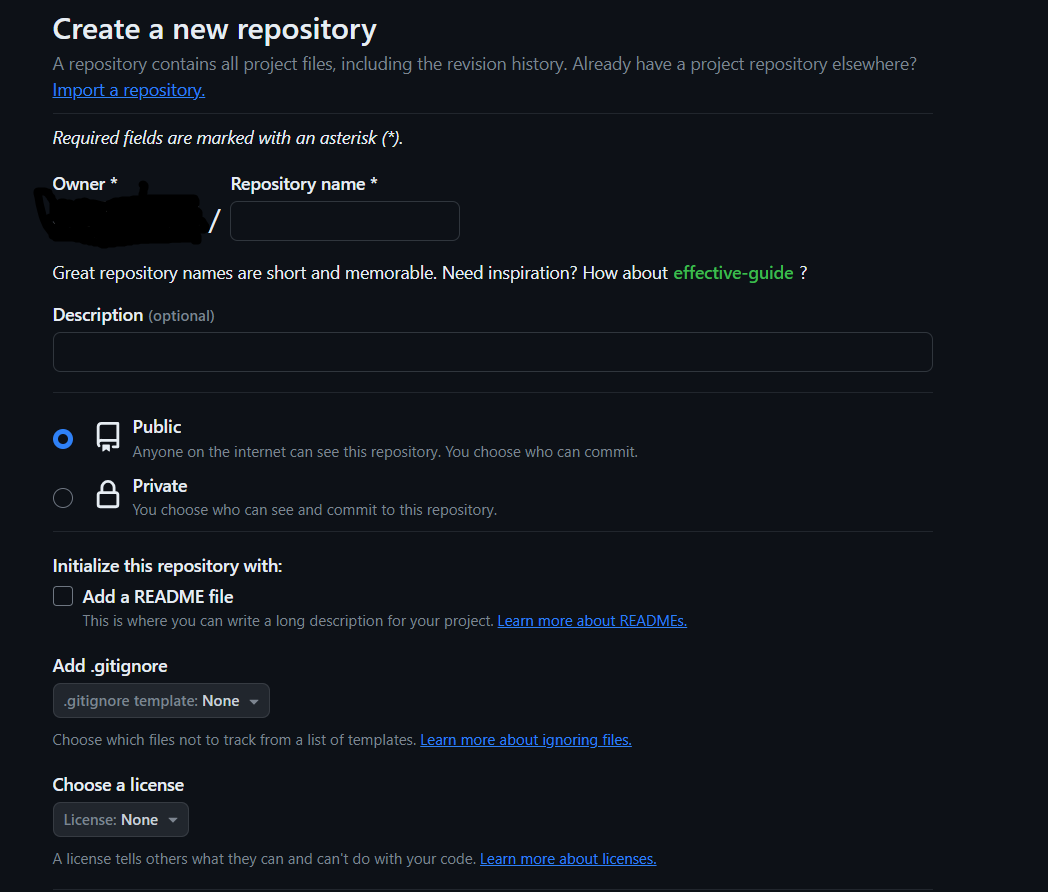 Create a new repository
A repository contains all project files, including the revision history. Already have a project repository elsewhere?
Import a repository.
Required fields are marked with an asterisk (*).
Owner *
Repository name *
/
Great repository names are short and memorable. Need inspiration? How about effective-guide ?
Description (optional)
Public
Anyone on the internet can see this repository. You choose who can commit.
Private
You choose who can see and commit to this repository.
Initialize this repository with:
Add a README file
This is where you can write a long description for your project. Learn more about READMEs.
Add .gitignore
.gitignore template: None
Choose which files not to track from a list of templates. Learn more about ignoring files.
Choose a license
License: None
A license tells others what they can and can't do with your code. Learn more about licenses.